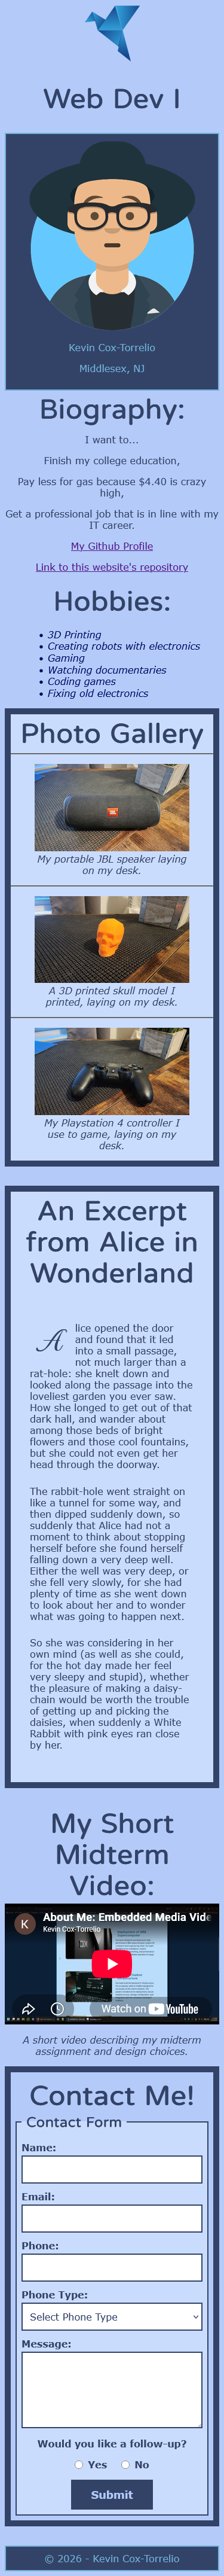 Web Dev I
Kevin Cox-Torrelio
Middlesex, NJ
Biography:
I want to...
Finish my college education,
Pay less for gas because $4.40 is crazy
high,
Get a professional job that is in line with my
IT career.
My Github Profile
Link to this website's repository
Hobbies:
• 3D Printing
• Creating robots with electronics
• Gaming
• Watching documentaries
• Coding games
• Fixing old electronics
Photo Gallery
My portable JBL speaker laying
on my desk.
A 3D printed skull model I
printed, laying on my desk.
My Playstation 4 controller I
use to game, laying on my
desk.
An Excerpt
from Alice in
Wonderland
Alice opened the door
and found that it led
into a small passage,
not much larger than a
rat-hole: she knelt down and
looked along the passage into the
loveliest garden you ever saw.
How she longed to get out of that
dark hall, and wander about
among those beds of bright
flowers and those cool fountains,
but she could not even get her
head through the doorway.
The rabbit-hole went straight on
like a tunnel for some way, and
then dipped suddenly down, so
suddenly that Alice had not a
moment to think about stopping
herself before she found herself
falling down a very deep well.
Either the well was very deep, or
she fell very slowly, for she had
plenty of time as she went down
to look about her and to wonder
what was going to happen next.
So she was considering in her
own mind (as well as she could,
for the hot day made her feel
very sleepy and stupid), whether
the pleasure of making a daisy-
chain would be worth the trouble
of getting up and picking the
daisies, when suddenly a White
Rabbit with pink eyes ran close
by her.
My Short
Midterm
Video:
K
About Me: Embedded Media Vide
Kevin Cox-Torrelio
Watch on YouTube
A short video describing my midterm
assignment and design choices.
Contact Me!
Contact Form
Name:
Email:
Phone:
Phone Type:
Select Phone Type
Message:
Would you like a follow-up?
Yes No
Submit
© 2026 - Kevin Cox-Torrelio